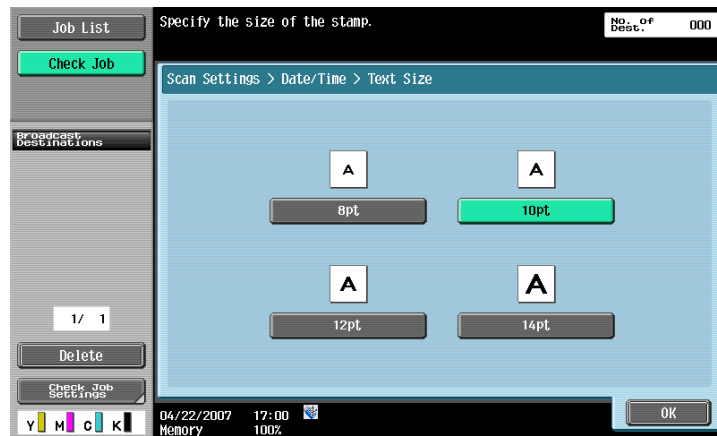 Job List
Check Job
Broadcast
Destinations
1/ 1
Delete
Check Job
Settings
Y M C K
Specify the size of the stamp.
No. of
Dest. 000
Scan Settings > Date/Time > Text Size
A A
8pt 10pt
A A
12pt 14pt
04/22/2007 17:00
Memory 100%
OK